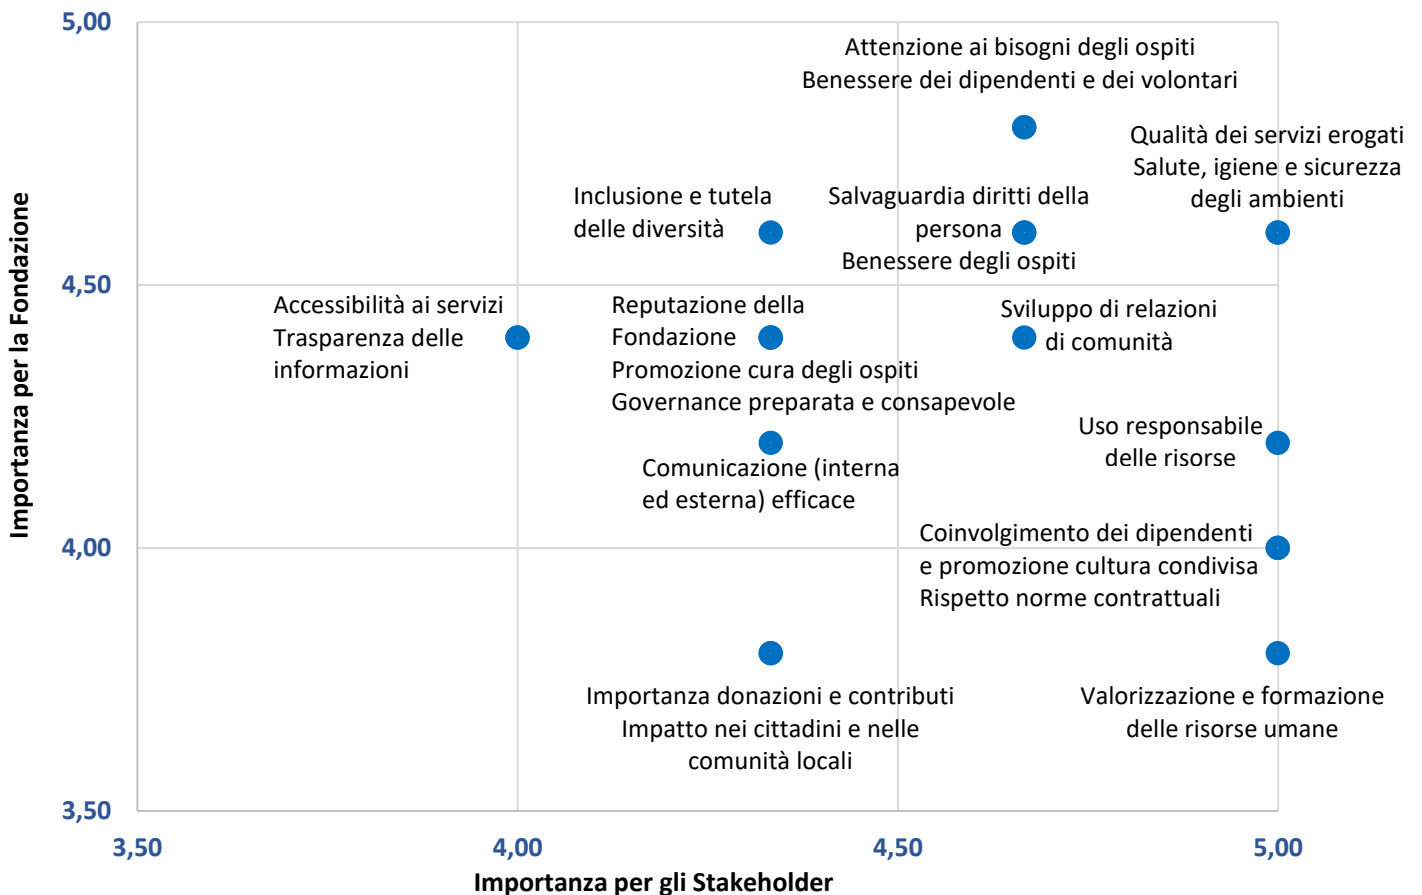 5,00
Attenzione ai bisogni degli ospiti
Benessere dei dipendenti e dei volontari
Qualità dei servizi erogati
Salute, igiene e sicurezza
degli ambienti
Inclusione e tutela
delle diversità
Salvaguardia diritti della
persona
Benessere degli ospiti
Importanza per la Fondazione
4,50
Accessibilità ai servizi
Trasparenza delle
informazioni
Reputazione della
Fondazione
Promozione cura degli ospiti
Governance preparata e consapevole
Sviluppo di relazioni
di comunità
Uso responsabile
delle risorse
Comunicazione (interna
ed esterna) efficace
4,00
Coinvolgimento dei dipendenti
e promozione cultura condivisa
Rispetto norme contrattuali
Importanza donazioni e contributi
Impatto nei cittadini e nelle
comunità locali
Valorizzazione e formazione
delle risorse umane
3,50
3,50
4,00
4,50
5,00
Importanza per gli Stakeholder